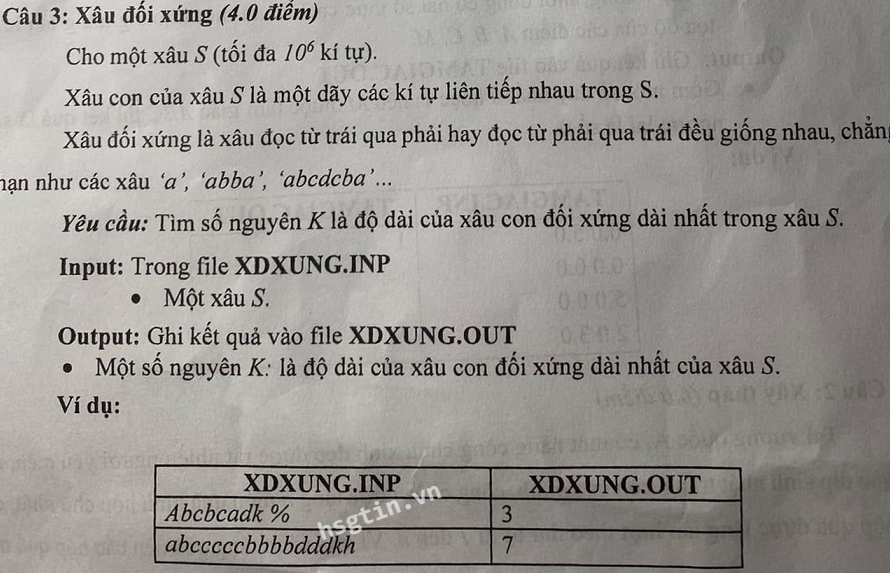 Câu 3: Xâu đối xứng (4.0 điểm)
Cho một xâu S (tối đa 10⁶ kí tự).
Xâu con của xâu S là một dãy các kí tự liên tiếp nhau trong S.
Xâu đối xứng là xâu đọc từ trái qua phải hay đọc từ phải qua trái đều giống nhau, chẳng
hạn như các xâu ‘a’, ‘abba’, ‘abcdcba’...
Yêu cầu: Tìm số nguyên K là độ dài của xâu con đối xứng dài nhất trong xâu S.
Input: Trong file XDXUNG.INP
• Một xâu S.
Output: Ghi kết quả vào file XDXUNG.OUT
• Một số nguyên K: là độ dài của xâu con đối xứng dài nhất của xâu S.
Ví dụ:
XDXUNG.INP XDXUNG.OUT
Abcbcadk % 3
abcccccbbbbdddkh 7
hsgtin.vn